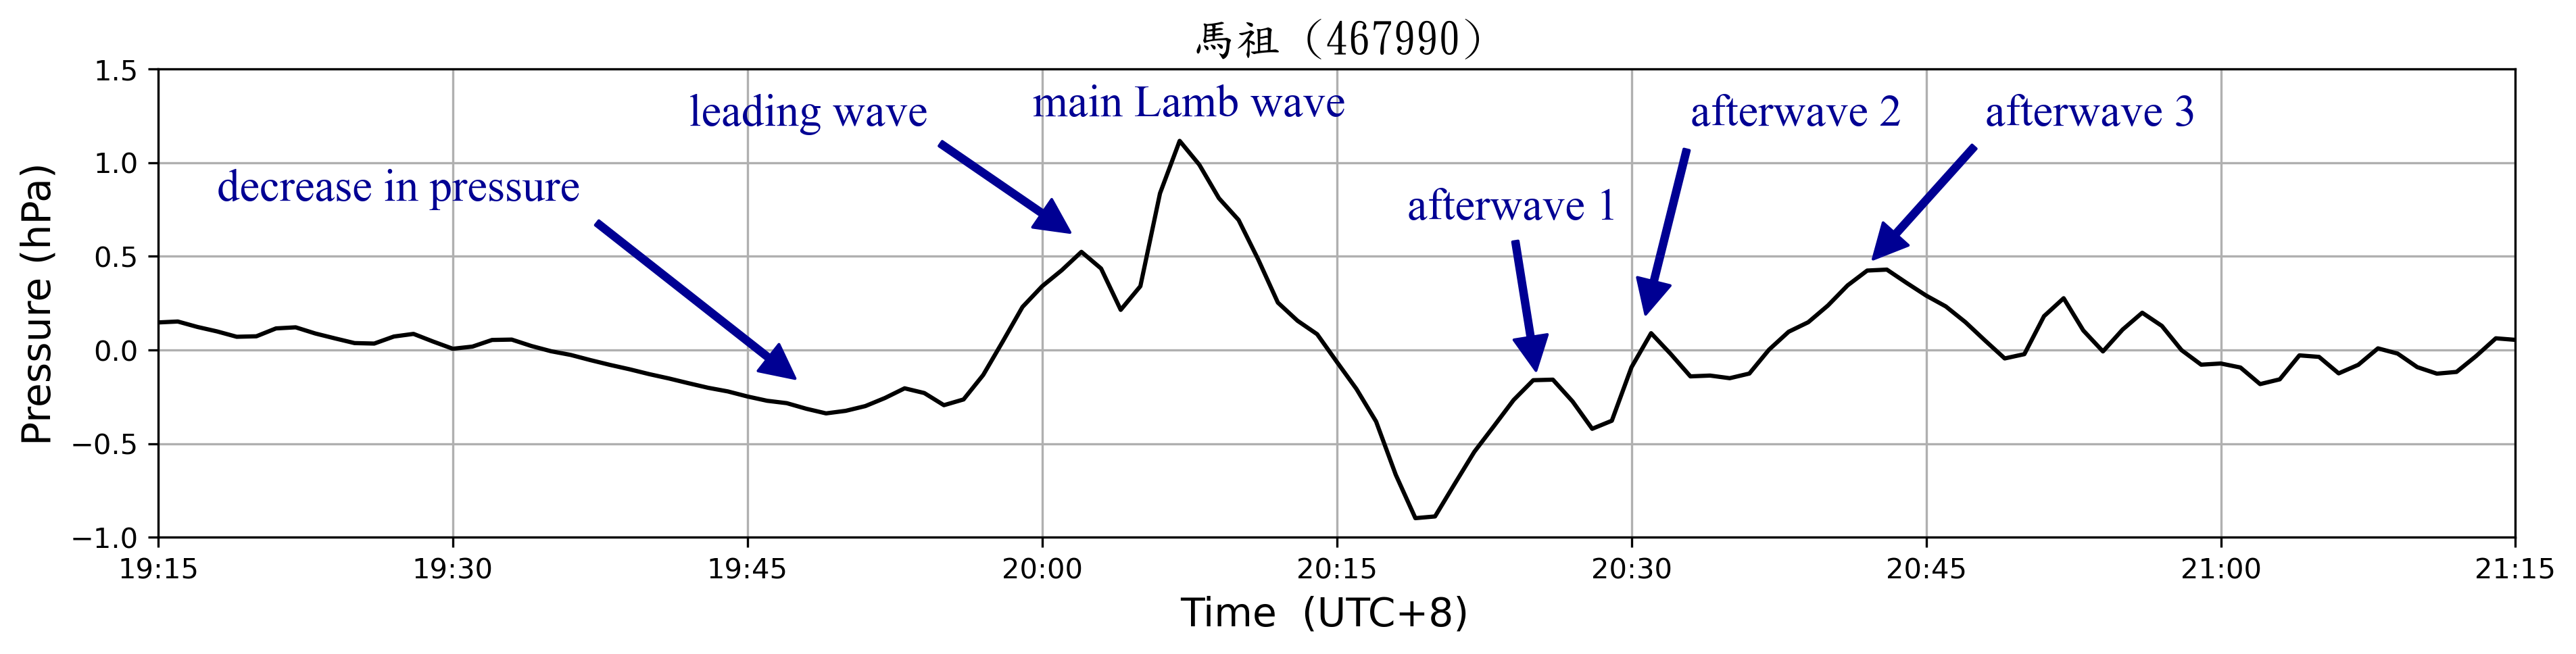 馬祖 (467990)
main Lamb wave
leading wave
afterwave 2
afterwave 3
decrease in pressure
afterwave 1
Pressure (hPa)
1.5
1.0
0.5
0.0
−0.5
−1.0
19:15 19:30 19:45 20:00 20:15 20:30 20:45 21:00 21:15
Time (UTC+8)